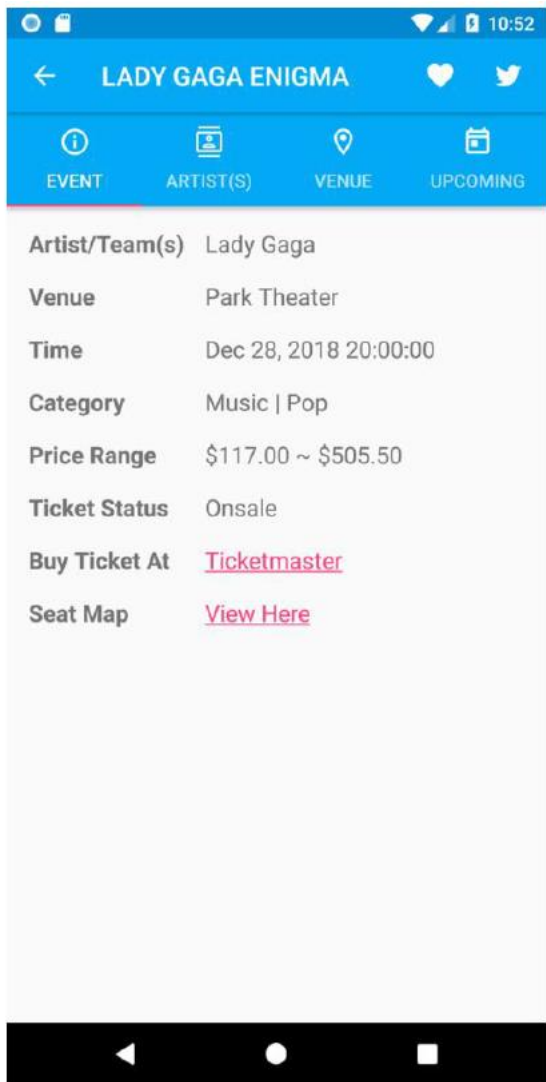 10:52
LADY GAGA ENIGMA
EVENT ARTIST(S) VENUE UPCOMING
Artist/Team(s) Lady Gaga
Venue Park Theater
Time Dec 28, 2018 20:00:00
Category Music | Pop
Price Range $117.00 ~ $505.50
Ticket Status Onsale
Buy Ticket At Ticketmaster
Seat Map View Here